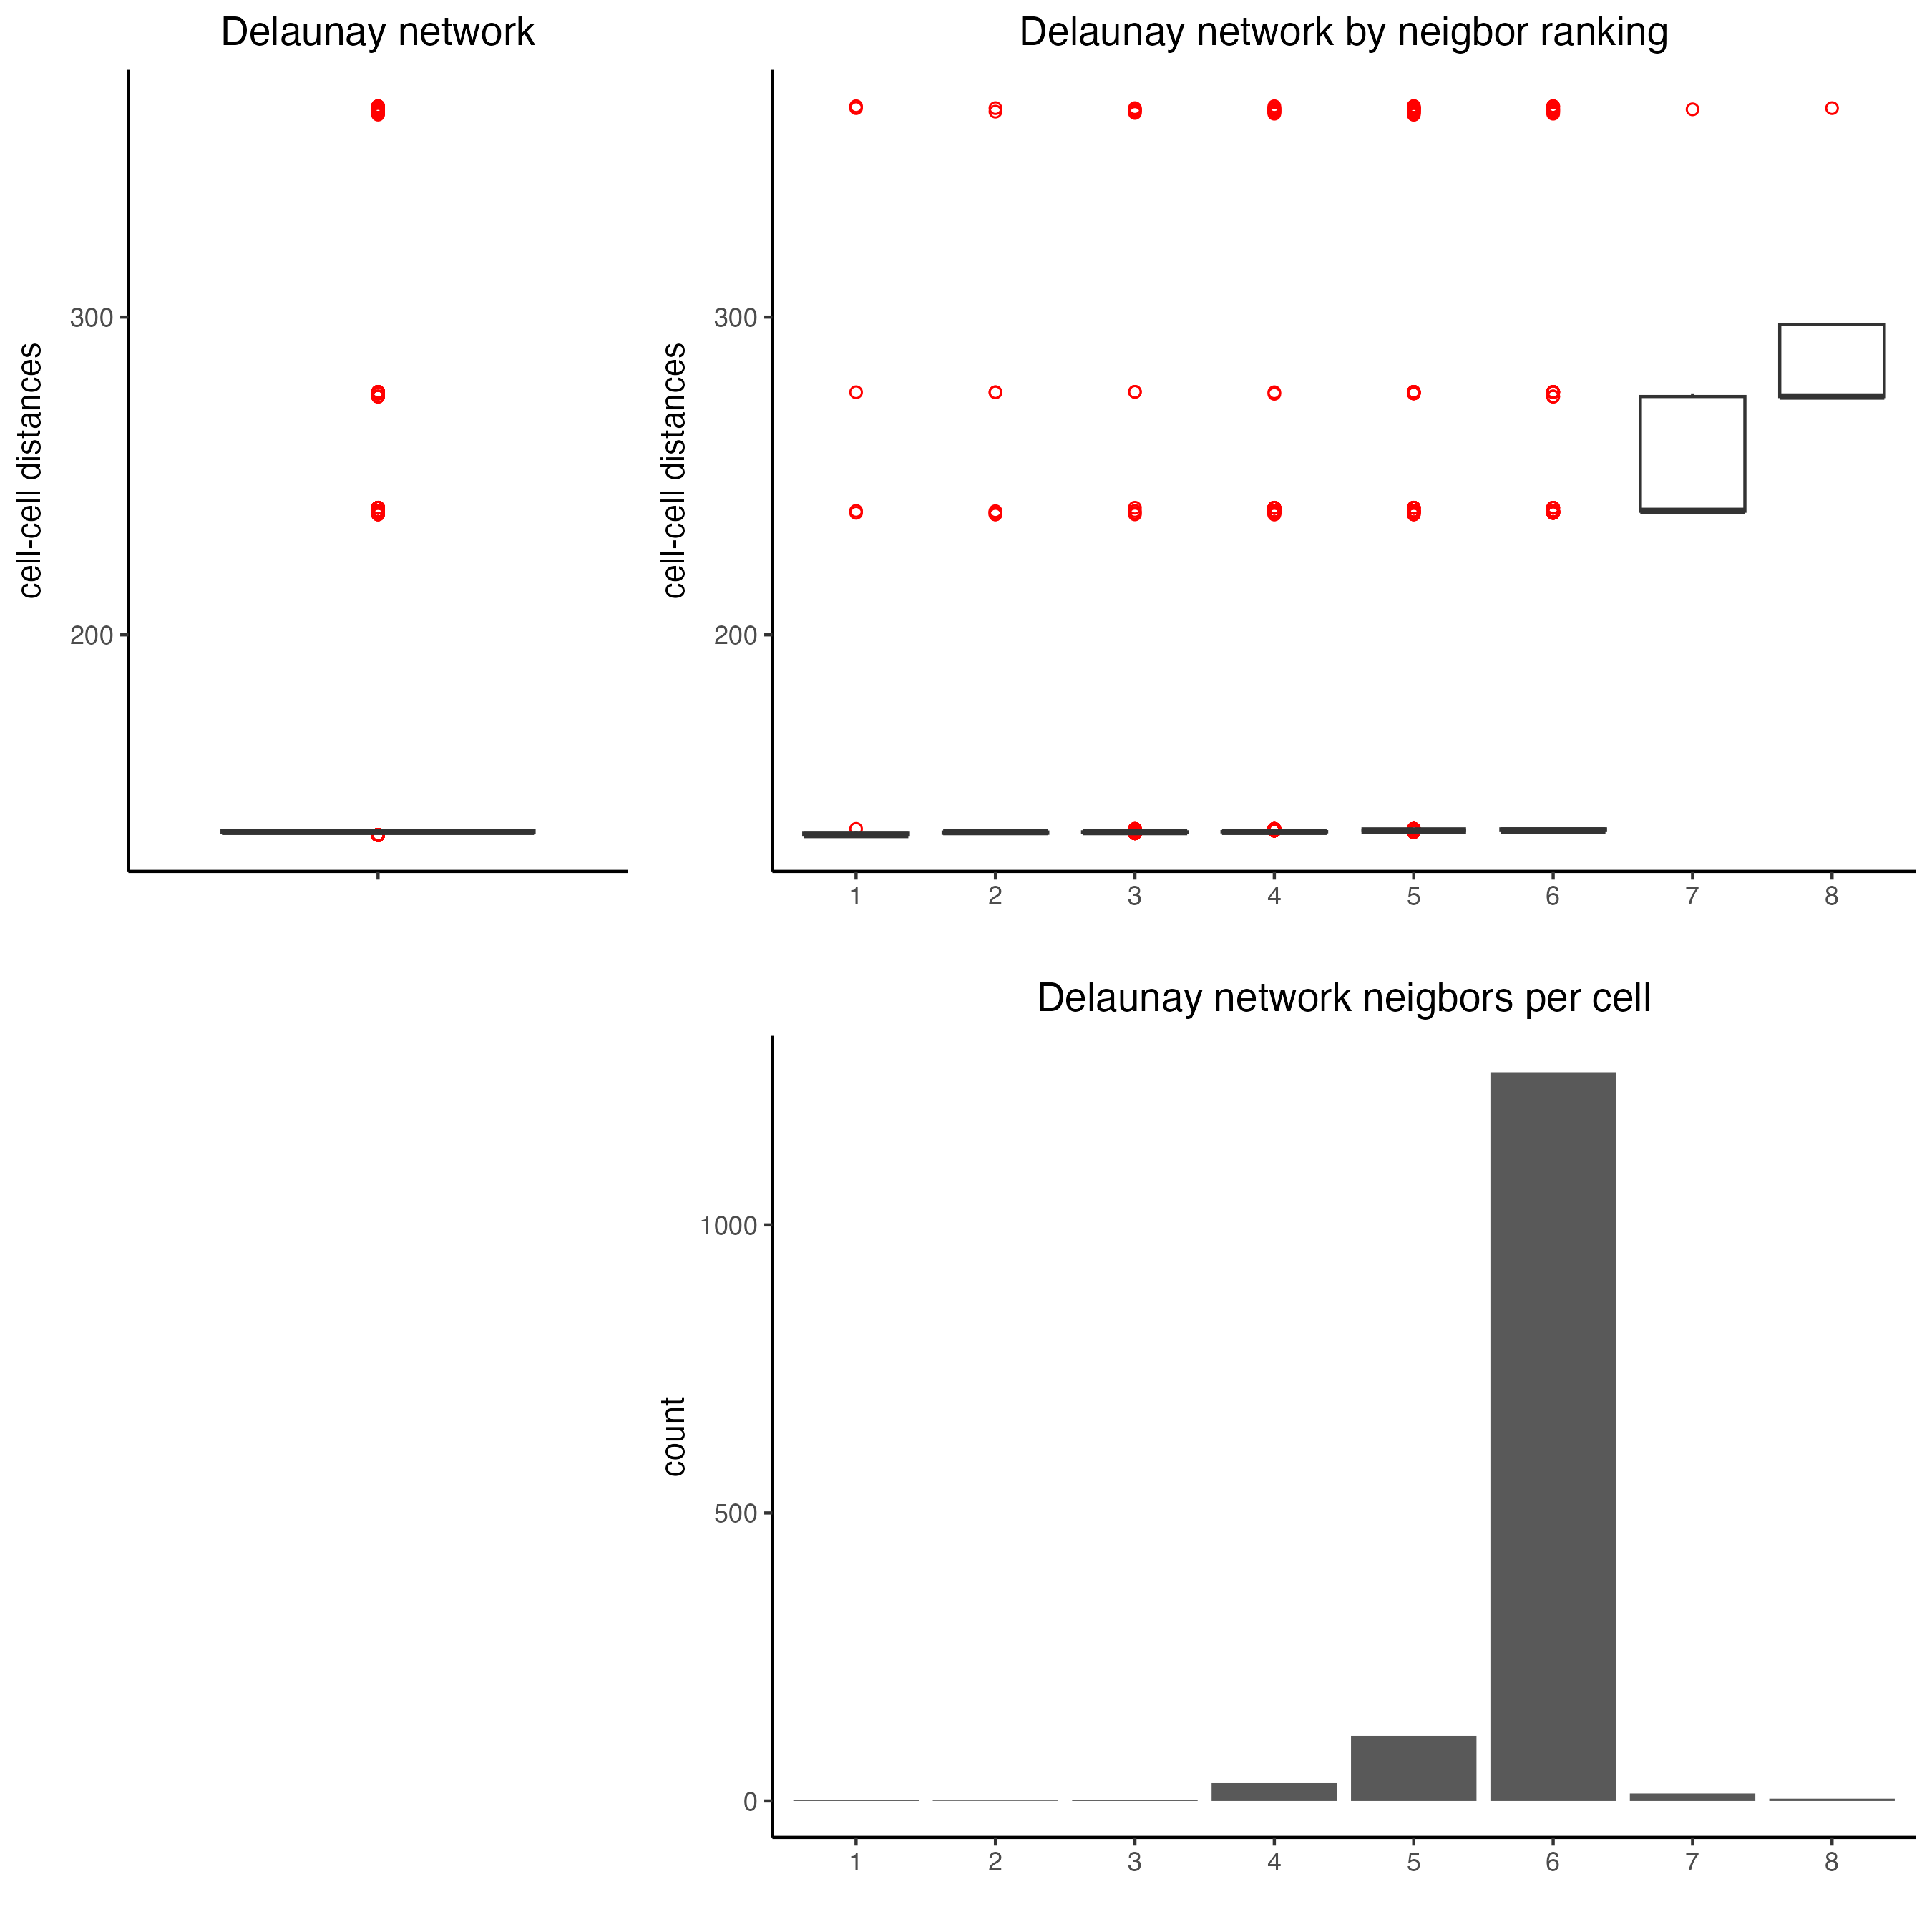 Delaunay network
cell-cell distances
300
200
Delaunay network by neigbor ranking
cell-cell distances
300
200
1 2 3 4 5 6 7 8
Delaunay network neigbors per cell
count
1000
500
0
1 2 3 4 5 6 7 8